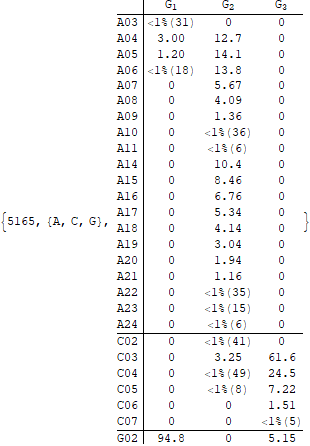 G1 G2 G3
A03 <1%(31) 0 0
A04 3.00 12.7 0
A05 1.20 14.1 0
A06 <1%(18) 13.8 0
A07 0 5.67 0
A08 0 4.09 0
A09 0 1.36 0
A10 0 <1%(36) 0
A11 0 <1%(6) 0
A14 0 10.4 0
A15 0 8.46 0
A16 0 6.76 0
A17 0 5.34 0
{5165, {A, C, G}, }
A18 0 4.14 0
A19 0 3.04 0
A20 0 1.94 0
A21 0 1.16 0
A22 0 <1%(35) 0
A23 0 <1%(15) 0
A24 0 <1%(6) 0
C02 0 <1%(41) 0
C03 0 3.25 61.6
C04 0 <1%(49) 24.5
C05 0 <1%(8) 7.22
C06 0 0 1.51
C07 0 0 <1%(5)
G02 94.8 0 5.15